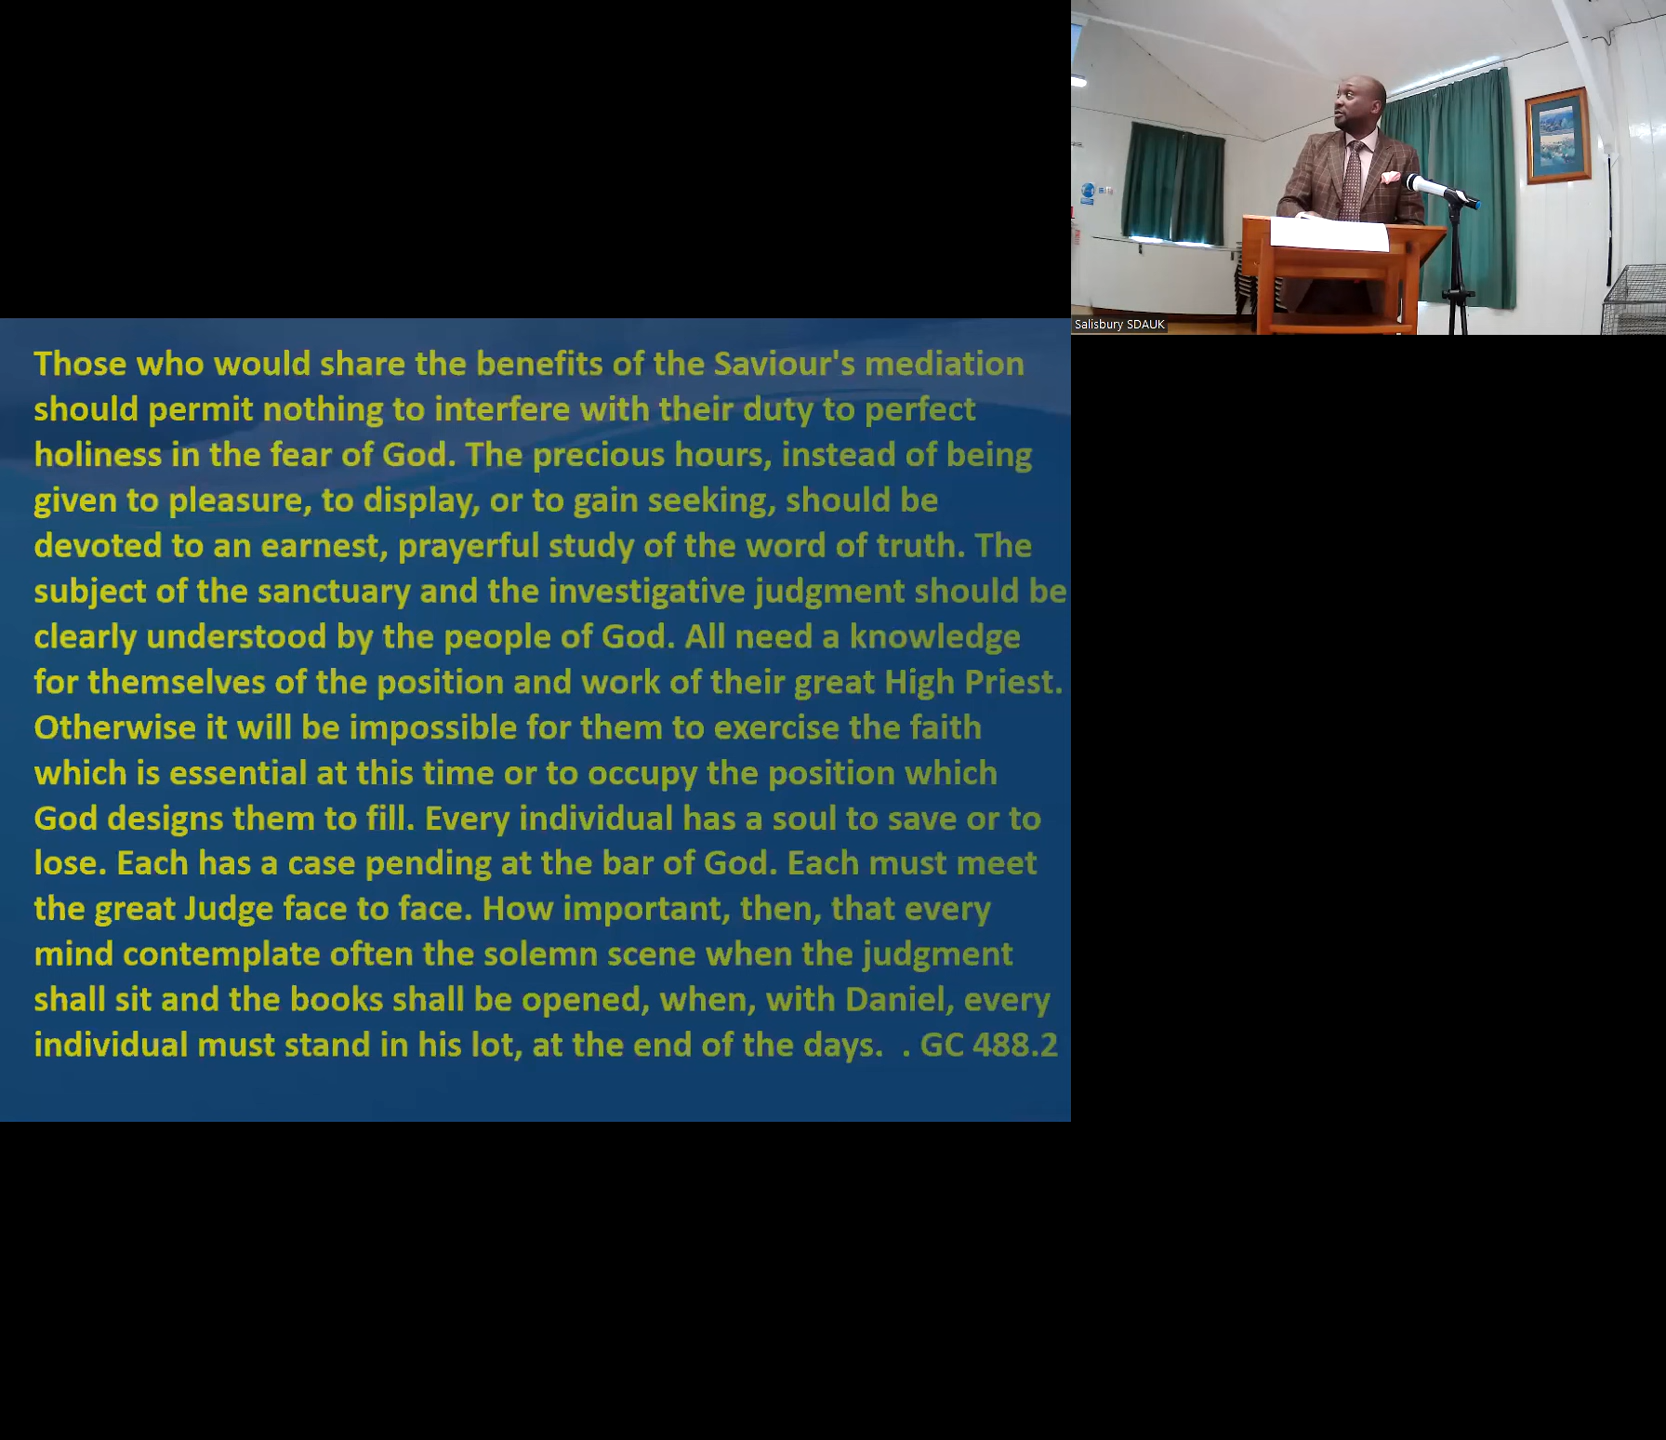 Those who would share the benefits of the Saviour's mediation
should permit nothing to interfere with their duty to perfect
holiness in the fear of God. The precious hours, instead of being
given to pleasure, to display, or to gain seeking, should be
devoted to an earnest, prayerful study of the word of truth. The
subject of the sanctuary and the investigative judgment should be
clearly understood by the people of God. All need a knowledge
for themselves of the position and work of their great High Priest.
Otherwise it will be impossible for them to exercise the faith
which is essential at this time or to occupy the position which
God designs them to fill. Every individual has a soul to save or to
lose. Each has a case pending at the bar of God. Each must meet
the great Judge face to face. How important, then, that every
mind contemplate often the solemn scene when the judgment
shall sit and the books shall be opened, when, with Daniel, every
individual must stand in his lot, at the end of the days.  . GC 488.2
Salisbury SDAUK